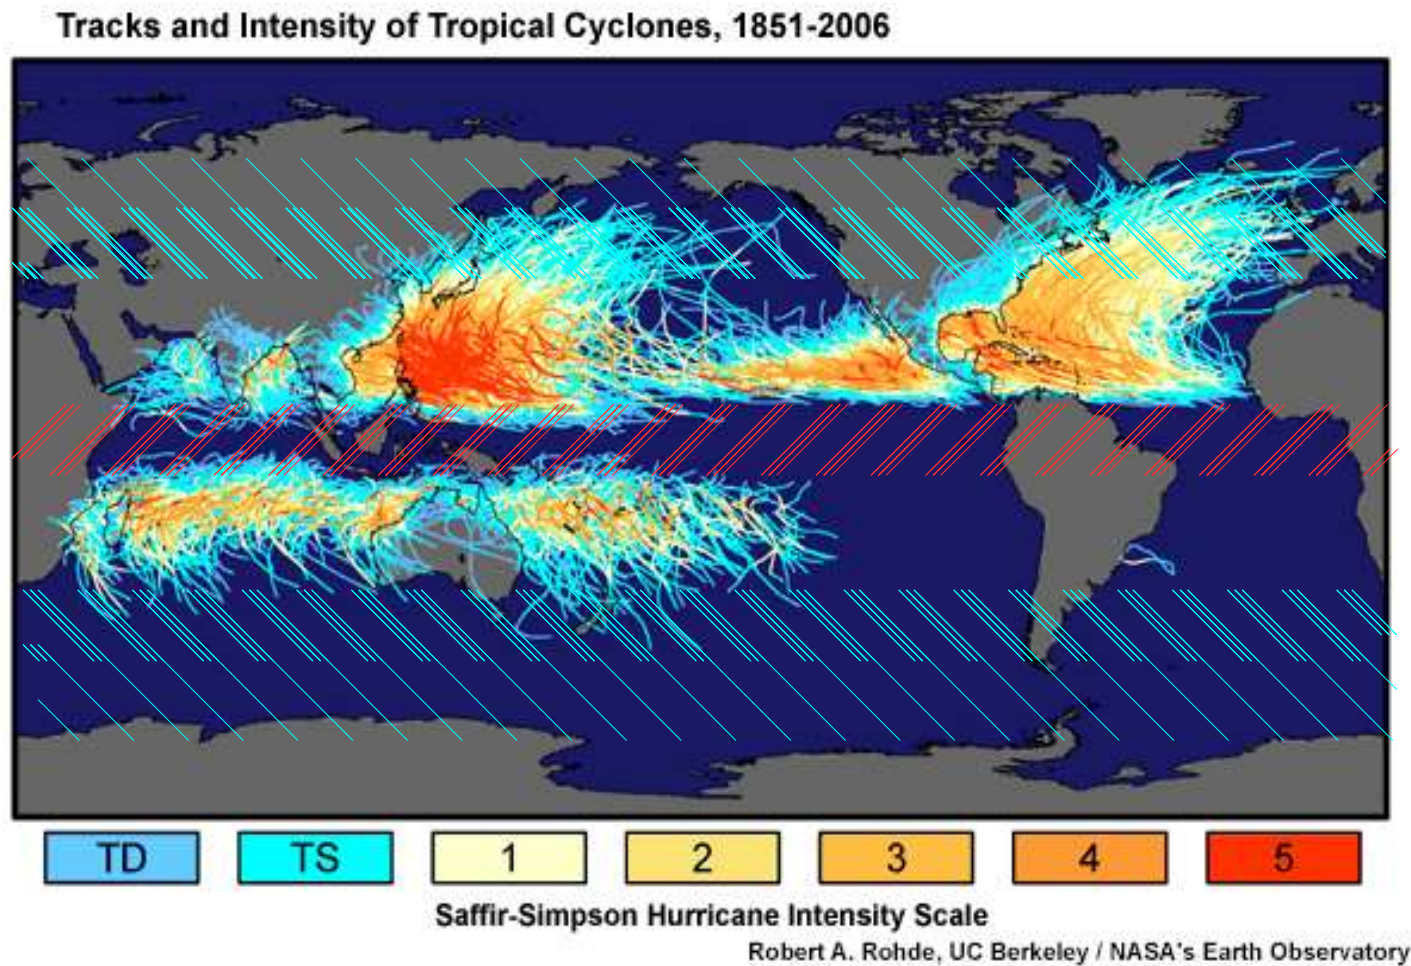 Tracks and Intensity of Tropical Cyclones, 1851-2006
TD TS 1 2 3 4 5
Saffir-Simpson Hurricane Intensity Scale
Robert A. Rohde, UC Berkeley / NASA's Earth Observatory